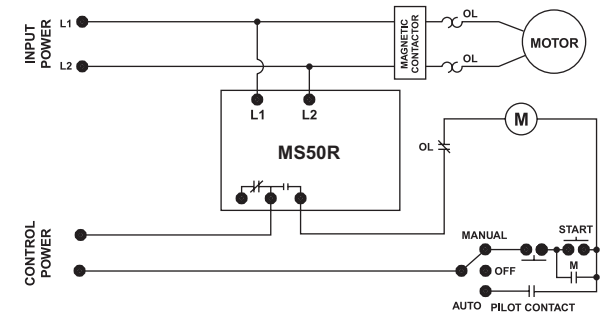 INPUT
POWER
L1
L2
MAGNETIC
CONTACTOR
OL
OL
MOTOR
L1
L2
MS50R
M
OL
CONTROL
POWER
MANUAL
OFF
AUTO
START
M
PILOT CONTACT